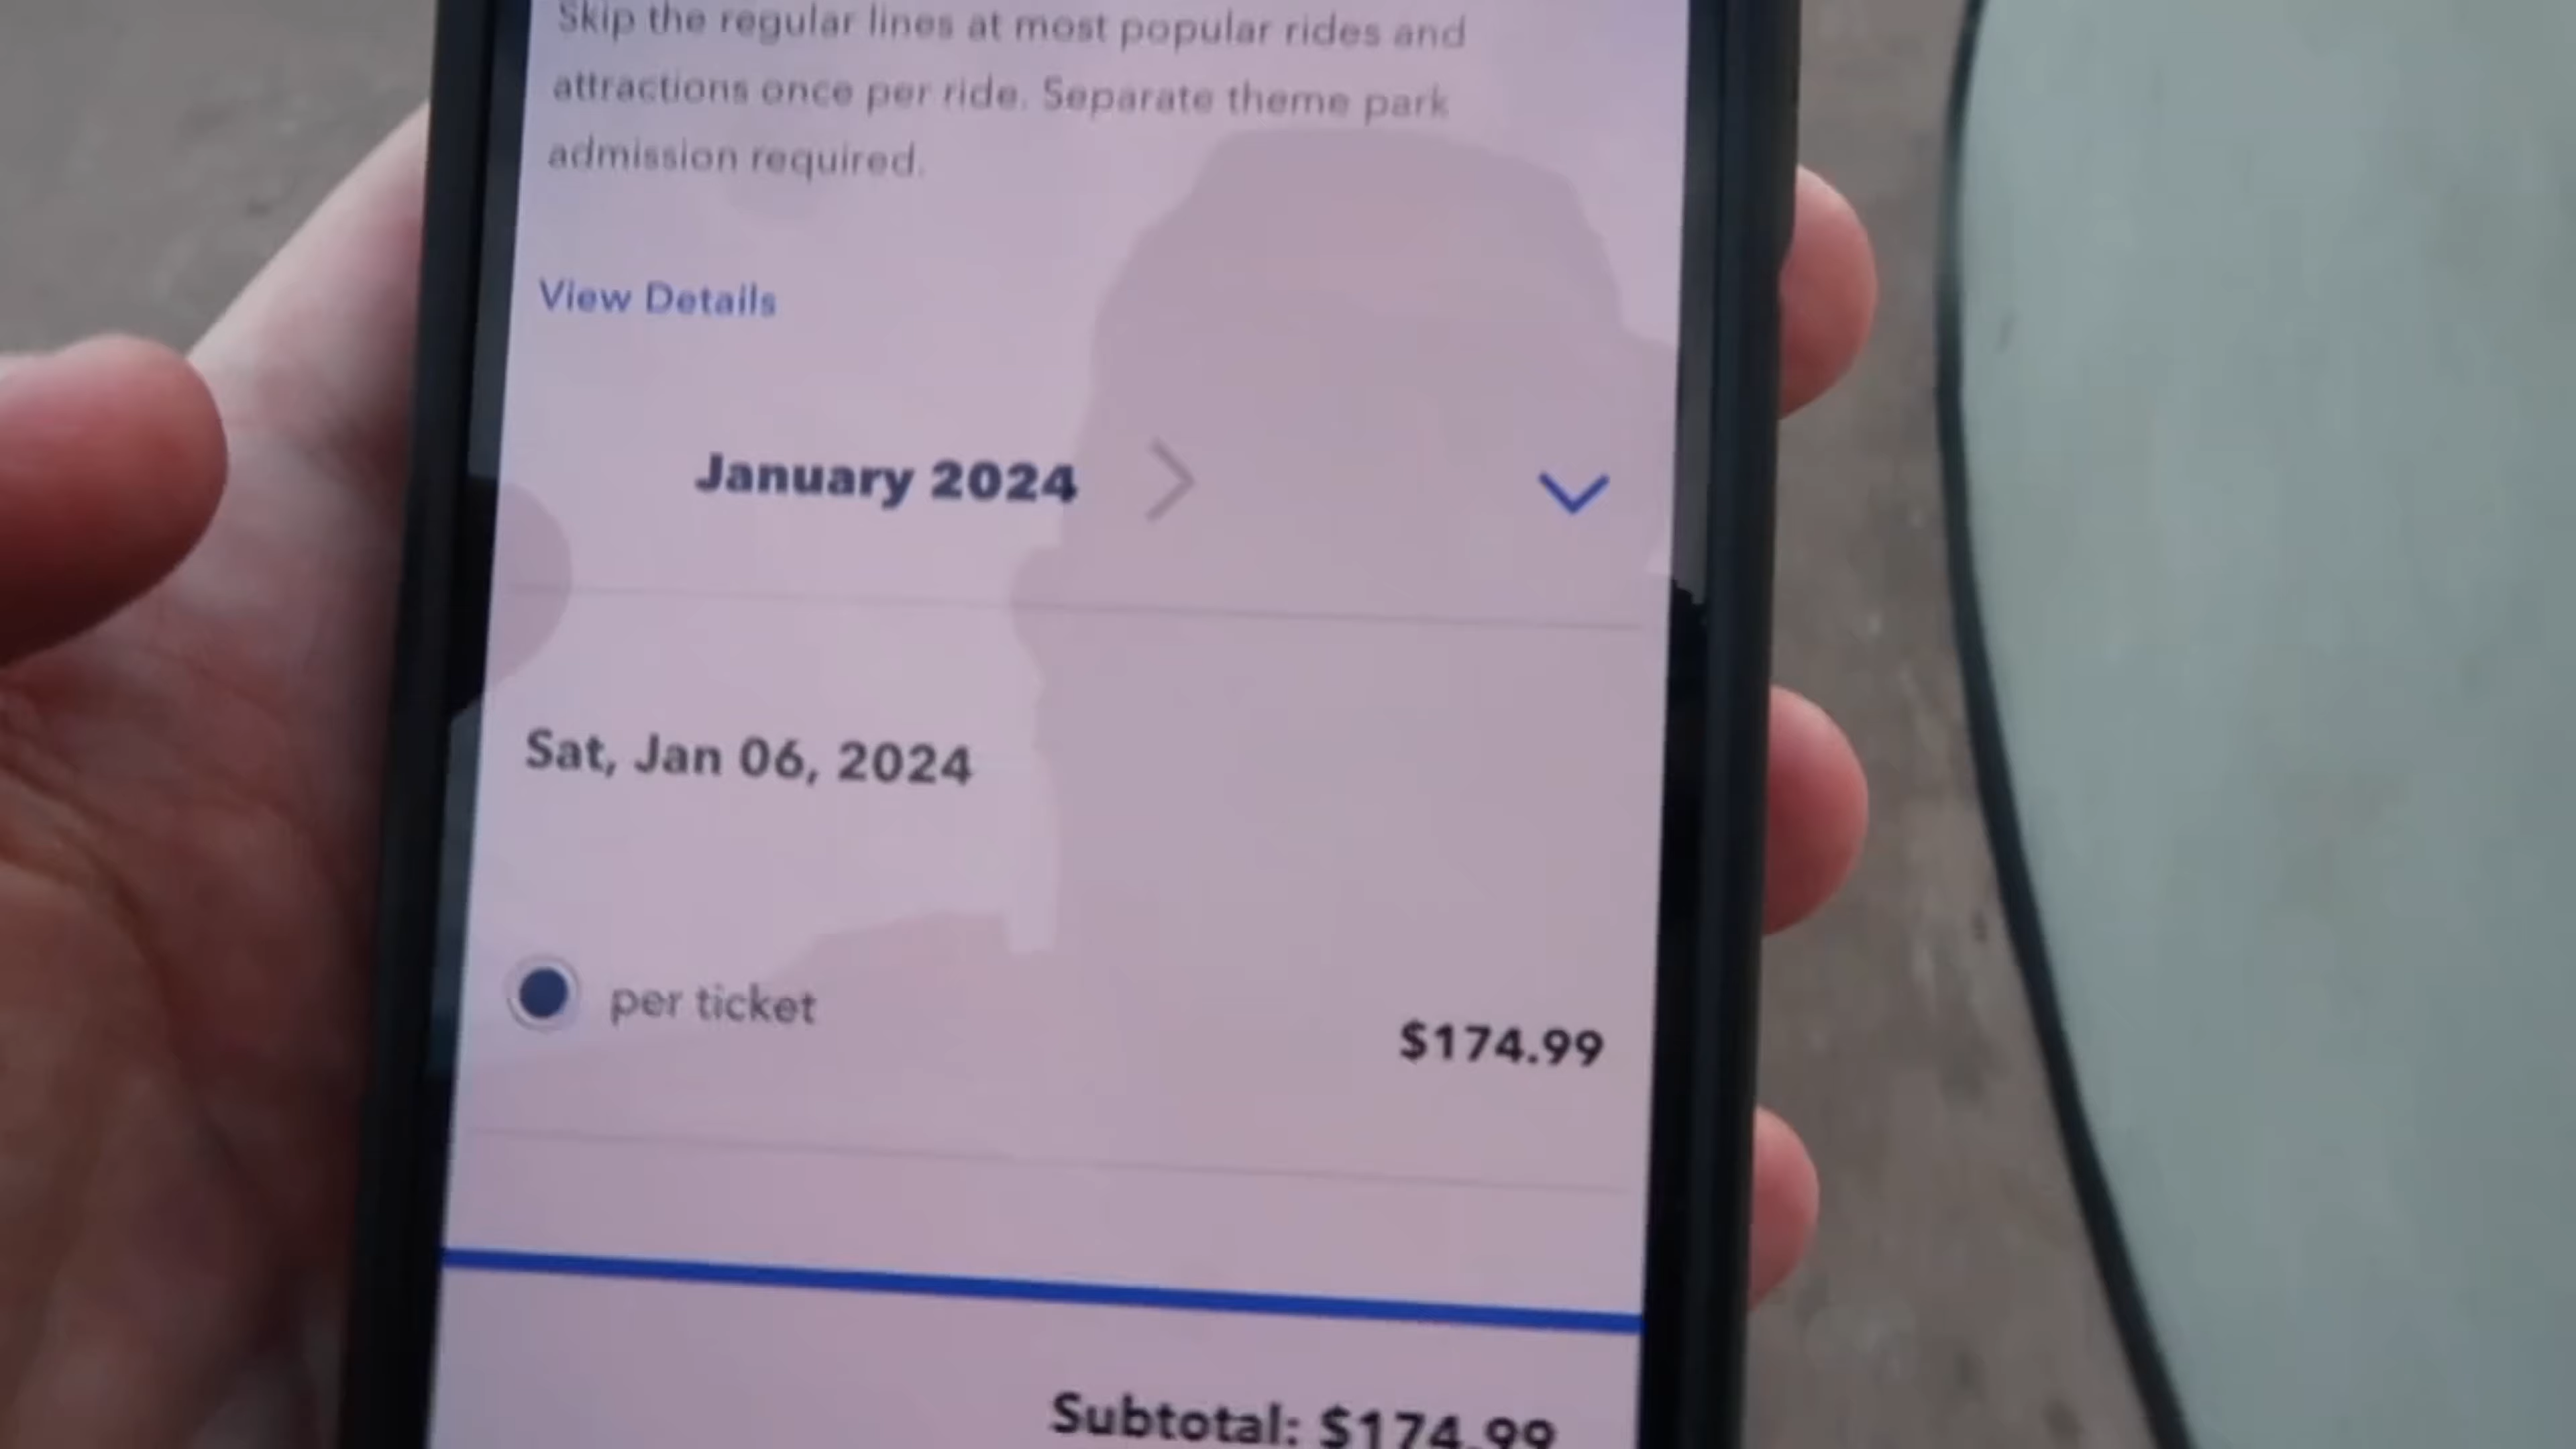 Skip the regular lines at most popular rides and
attractions once per ride. Separate theme park
admission required.
View Details
January 2024
Sat, Jan 06, 2024
per ticket
$174.99
Subtotal: $174.99